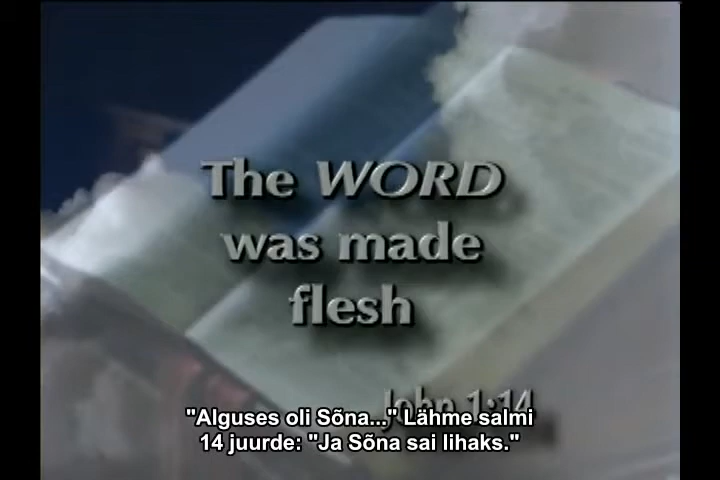 The WORD
was made
flesh
John 1:14
"Alguses oli Sõna..." Lähme salmi
14 juurde: "Ja Sõna sai lihaks."